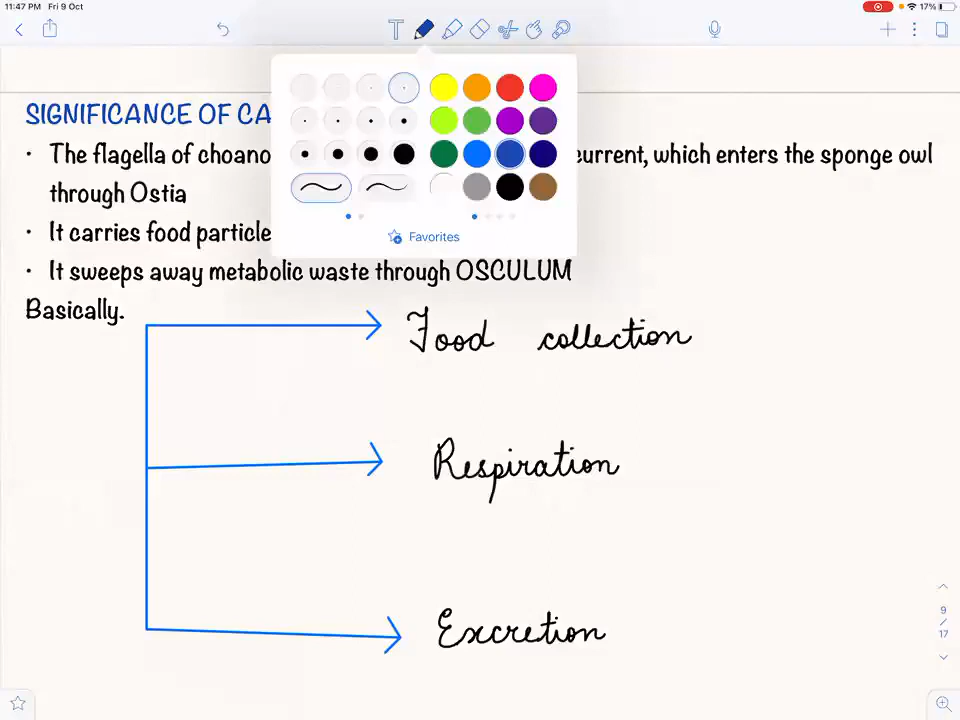 11:47 PM Fri 9 Oct
17%
T
SIGNIFICANCE OF CA
· The flagella of choano current, which enters the sponge owl
through Ostia
· It carries food particle
Favorites
· It sweeps away metabolic waste through OSCULUM
Basically.
Food collection
Respiration
Excretion
9
/
17